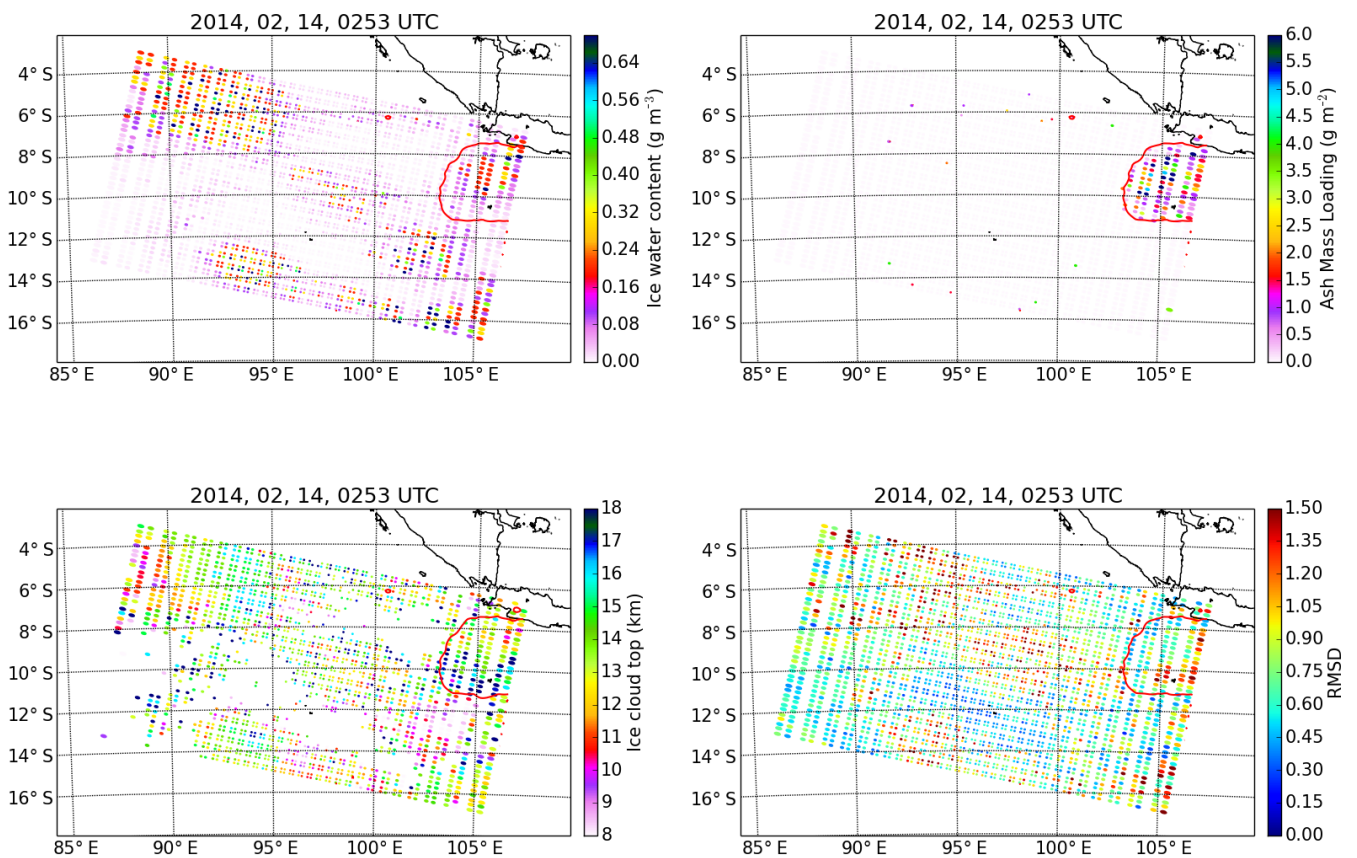 2014, 02, 14, 0253 UTC
4° S
6° S
8° S
10° S
12° S
14° S
16° S
85° E
90° E
95° E
100° E
105° E
0.64
0.56
0.48
0.40
0.32
0.24
0.16
0.08
0.00
Ice water content (g m⁻³)
2014, 02, 14, 0253 UTC
4° S
6° S
8° S
10° S
12° S
14° S
16° S
85° E
90° E
95° E
100° E
105° E
6.0
5.5
5.0
4.5
4.0
3.5
3.0
2.5
2.0
1.5
1.0
0.5
0.0
Ash Mass Loading (g m⁻²)
2014, 02, 14, 0253 UTC
4° S
6° S
8° S
10° S
12° S
14° S
16° S
85° E
90° E
95° E
100° E
105° E
18
17
16
15
14
13
12
11
10
9
8
Ice cloud top (km)
2014, 02, 14, 0253 UTC
4° S
6° S
8° S
10° S
12° S
14° S
16° S
85° E
90° E
95° E
100° E
105° E
1.50
1.35
1.20
1.05
0.90
0.75
0.60
0.45
0.30
0.15
0.00
RMSD